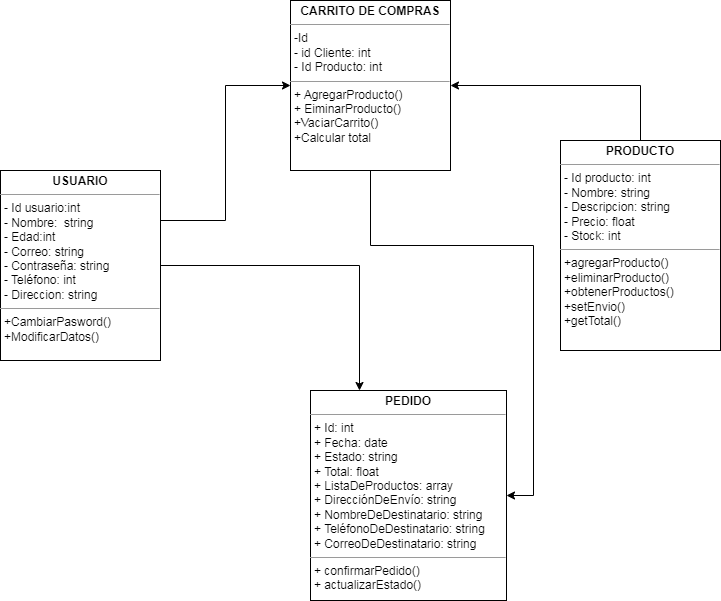 CARRITO DE COMPRAS
-Id
- id Cliente: int
- Id Producto: int
+ AgregarProducto()
+ EiminarProducto()
+VaciarCarrito()
+Calcular total
PRODUCTO
- Id producto: int
- Nombre: string
- Descripcion: string
- Precio: float
- Stock: int
+agregarProducto()
+eliminarProducto()
+obtenerProductos()
+setEnvio()
+getTotal()
USUARIO
- Id usuario:int
- Nombre:  string
- Edad:int
- Correo: string
- Contraseña: string
- Teléfono: int
- Direccion: string
+CambiarPasword()
+ModificarDatos()
PEDIDO
+ Id: int
+ Fecha: date
+ Estado: string
+ Total: float
+ ListaDeProductos: array
+ DirecciónDeEnvío: string
+ NombreDeDestinatario: string
+ TeléfonoDeDestinatario: string
+ CorreoDeDestinatario: string
+ confirmarPedido()
+ actualizarEstado()